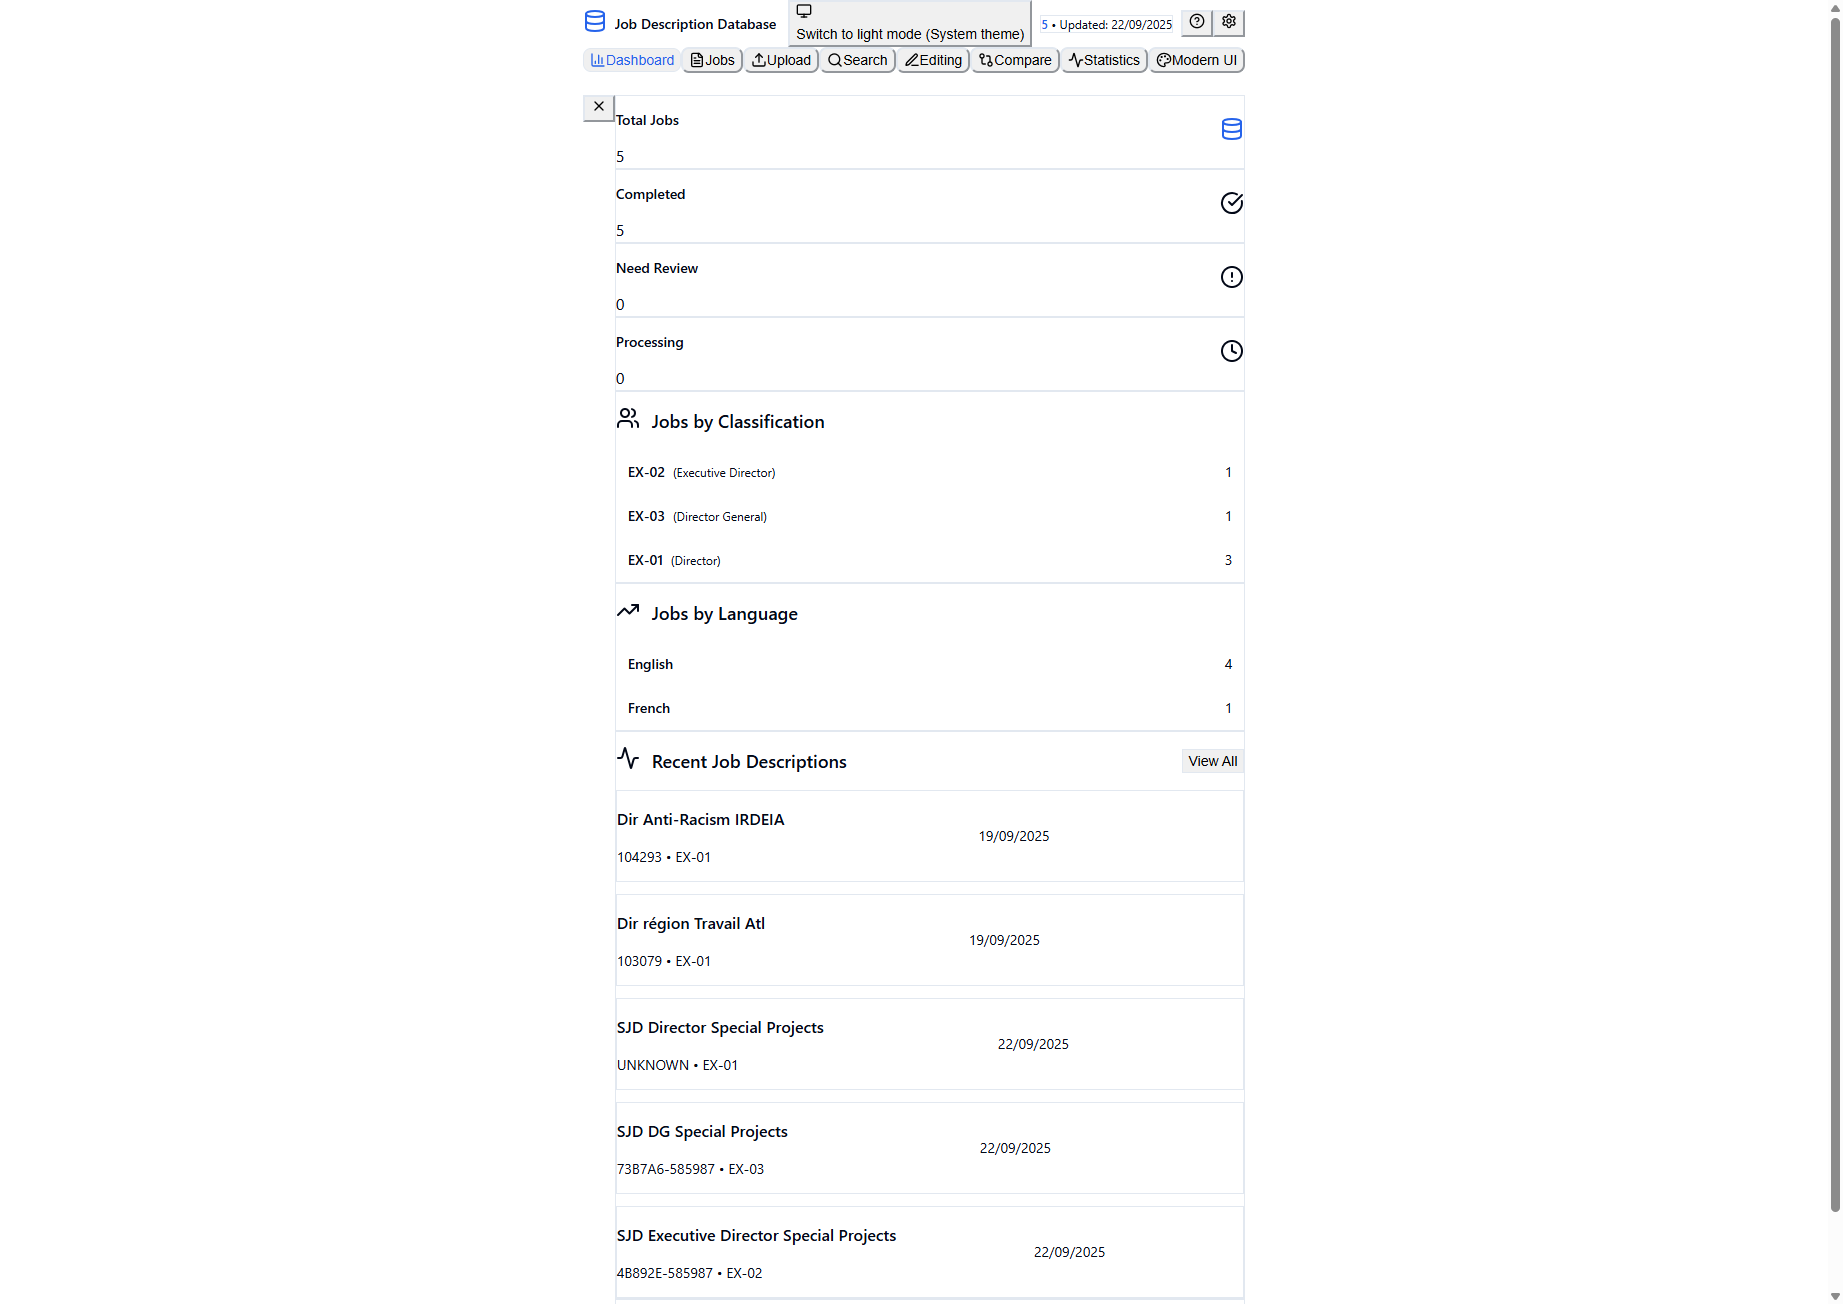 Job Description Database
Switch to light mode (System theme)
5 • Updated: 22/09/2025
Dashboard
Jobs
Upload
Search
Editing
Compare
Statistics
Modern UI
Total Jobs
5
Completed
5
Need Review
0
Processing
0
Jobs by Classification
EX-02 (Executive Director) 1
EX-03 (Director General) 1
EX-01 (Director) 3
Jobs by Language
English 4
French 1
Recent Job Descriptions
View All
Dir Anti-Racism IRDEIA
19/09/2025
104293 • EX-01
Dir région Travail Atl
19/09/2025
103079 • EX-01
SJD Director Special Projects
22/09/2025
UNKNOWN • EX-01
SJD DG Special Projects
22/09/2025
73B7A6-585987 • EX-03
SJD Executive Director Special Projects
22/09/2025
4B892E-585987 • EX-02